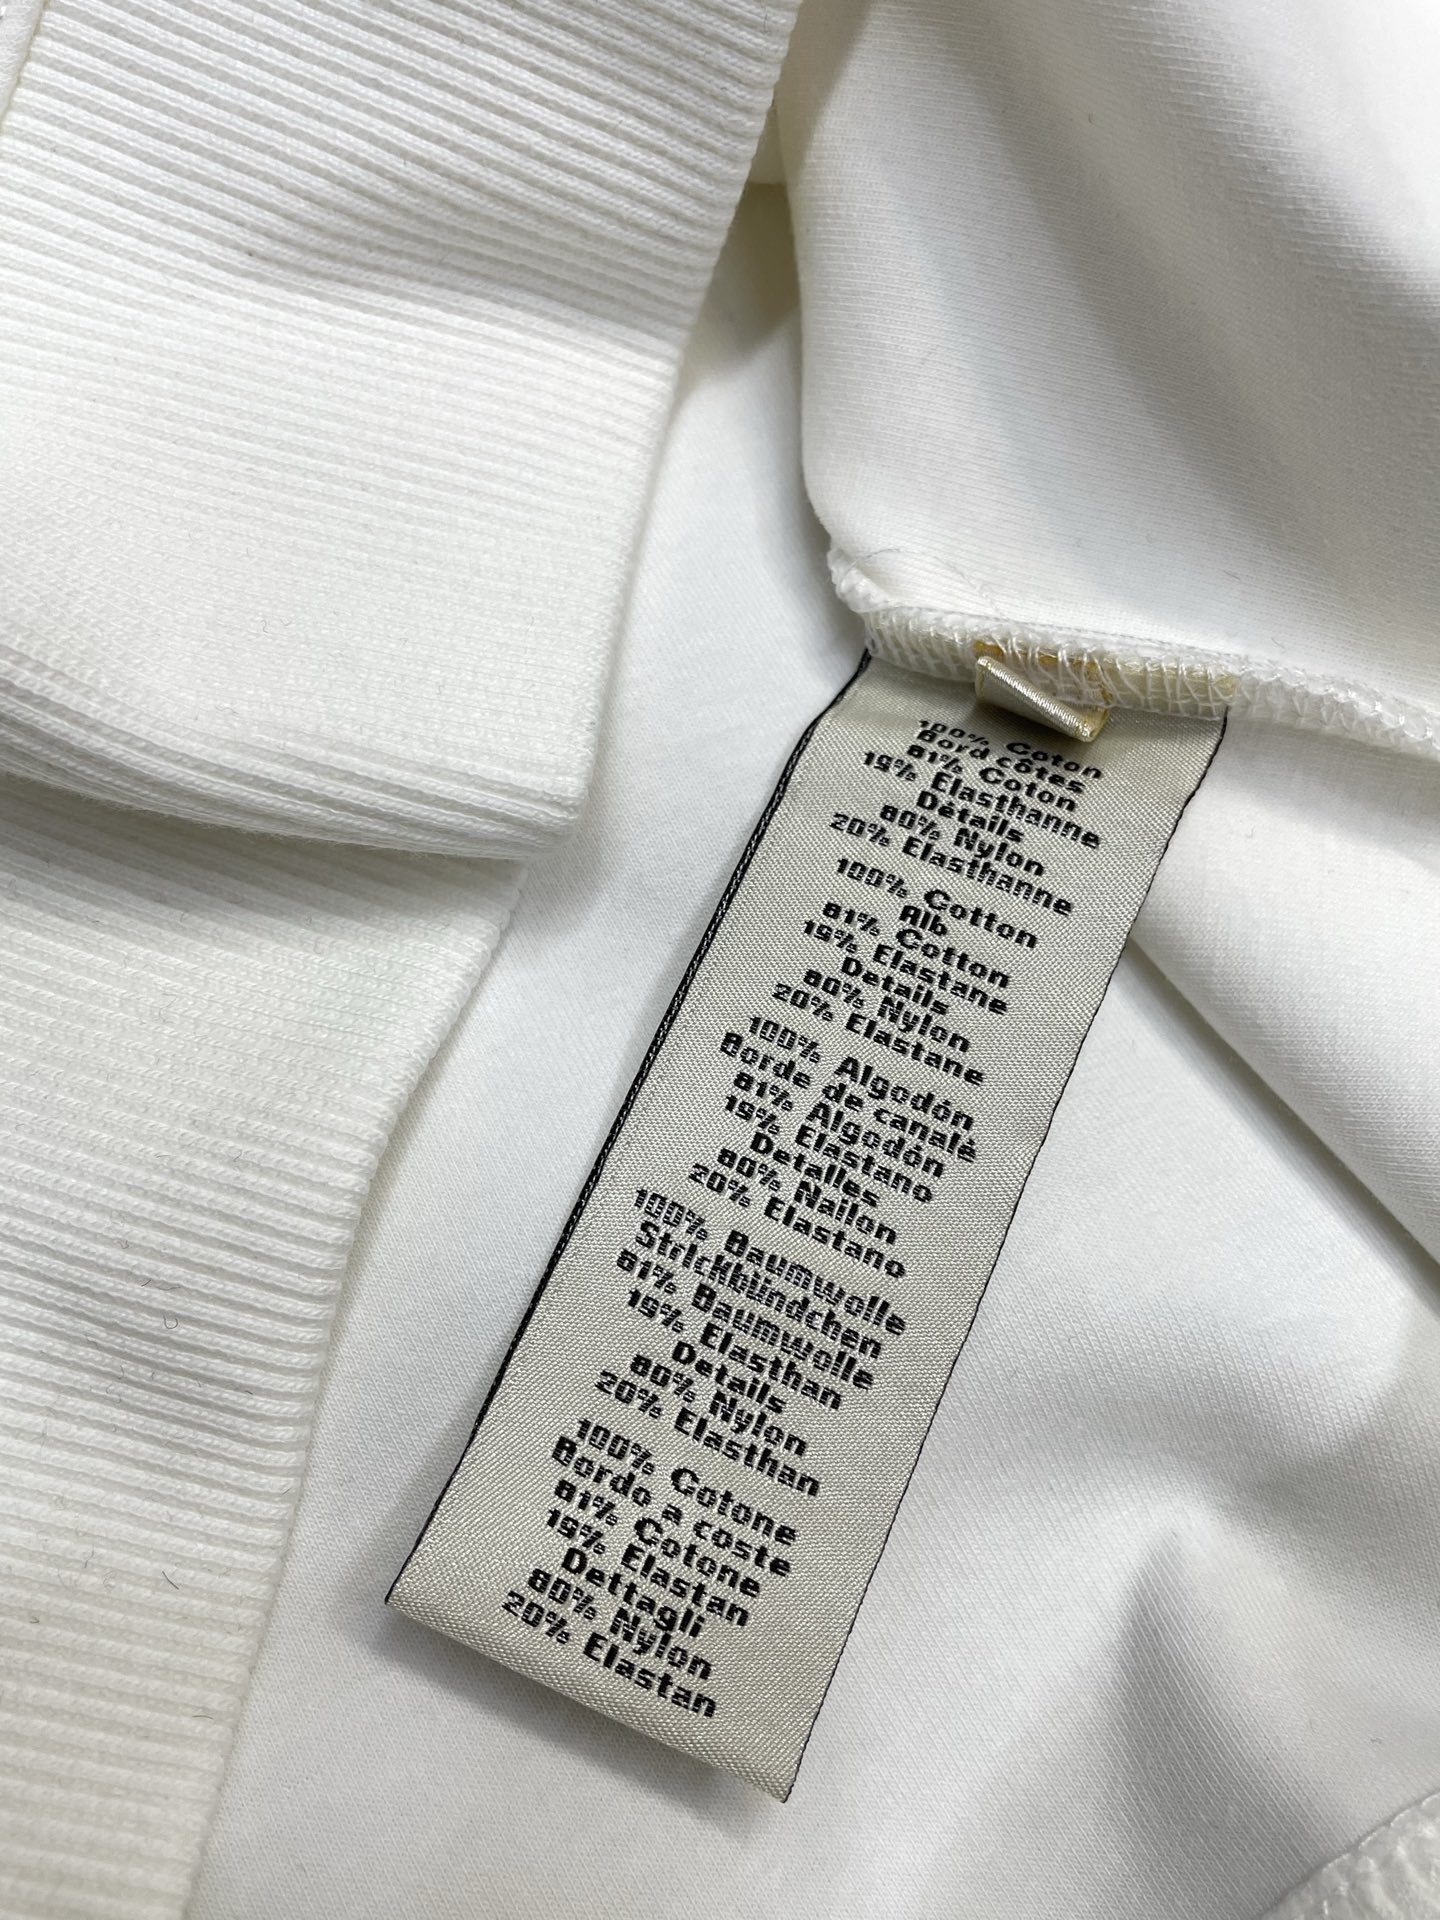 100% Coton
Bord côtes
81% Coton
19% Elasthanne
Détails
80% Nylon
20% Elasthanne
100% Cotton
Alb
81% Cotton
19% Elastane
Details
80% Nylon
20% Elastane
100% Algodón
Borde de canalé
81% Algodón
19% Elastano
Detalles
80% Nailon
20% Elastano
100% Baumwolle
Strickbündchen
81% Baumwolle
19% Elasthan
Details
80% Nylon
20% Elasthan
100% Cotone
Bordo a coste
81% Cotone
19% Elastan
Dettagli
80% Nylon
20% Elastan